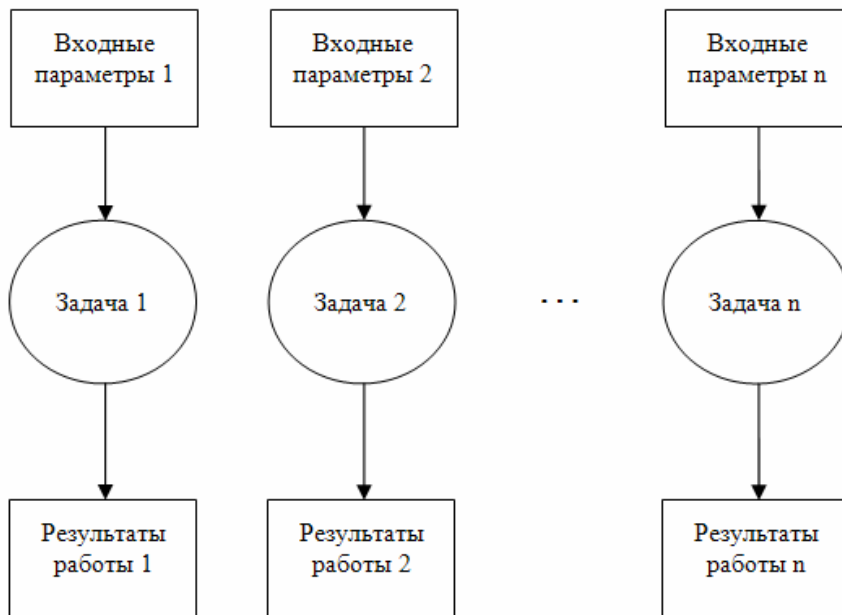 Входные
параметры 1
Входные
параметры 2
Входные
параметры n
Задача 1
Задача 2
. . .
Задача n
Результаты
работы 1
Результаты
работы 2
Результаты
работы n